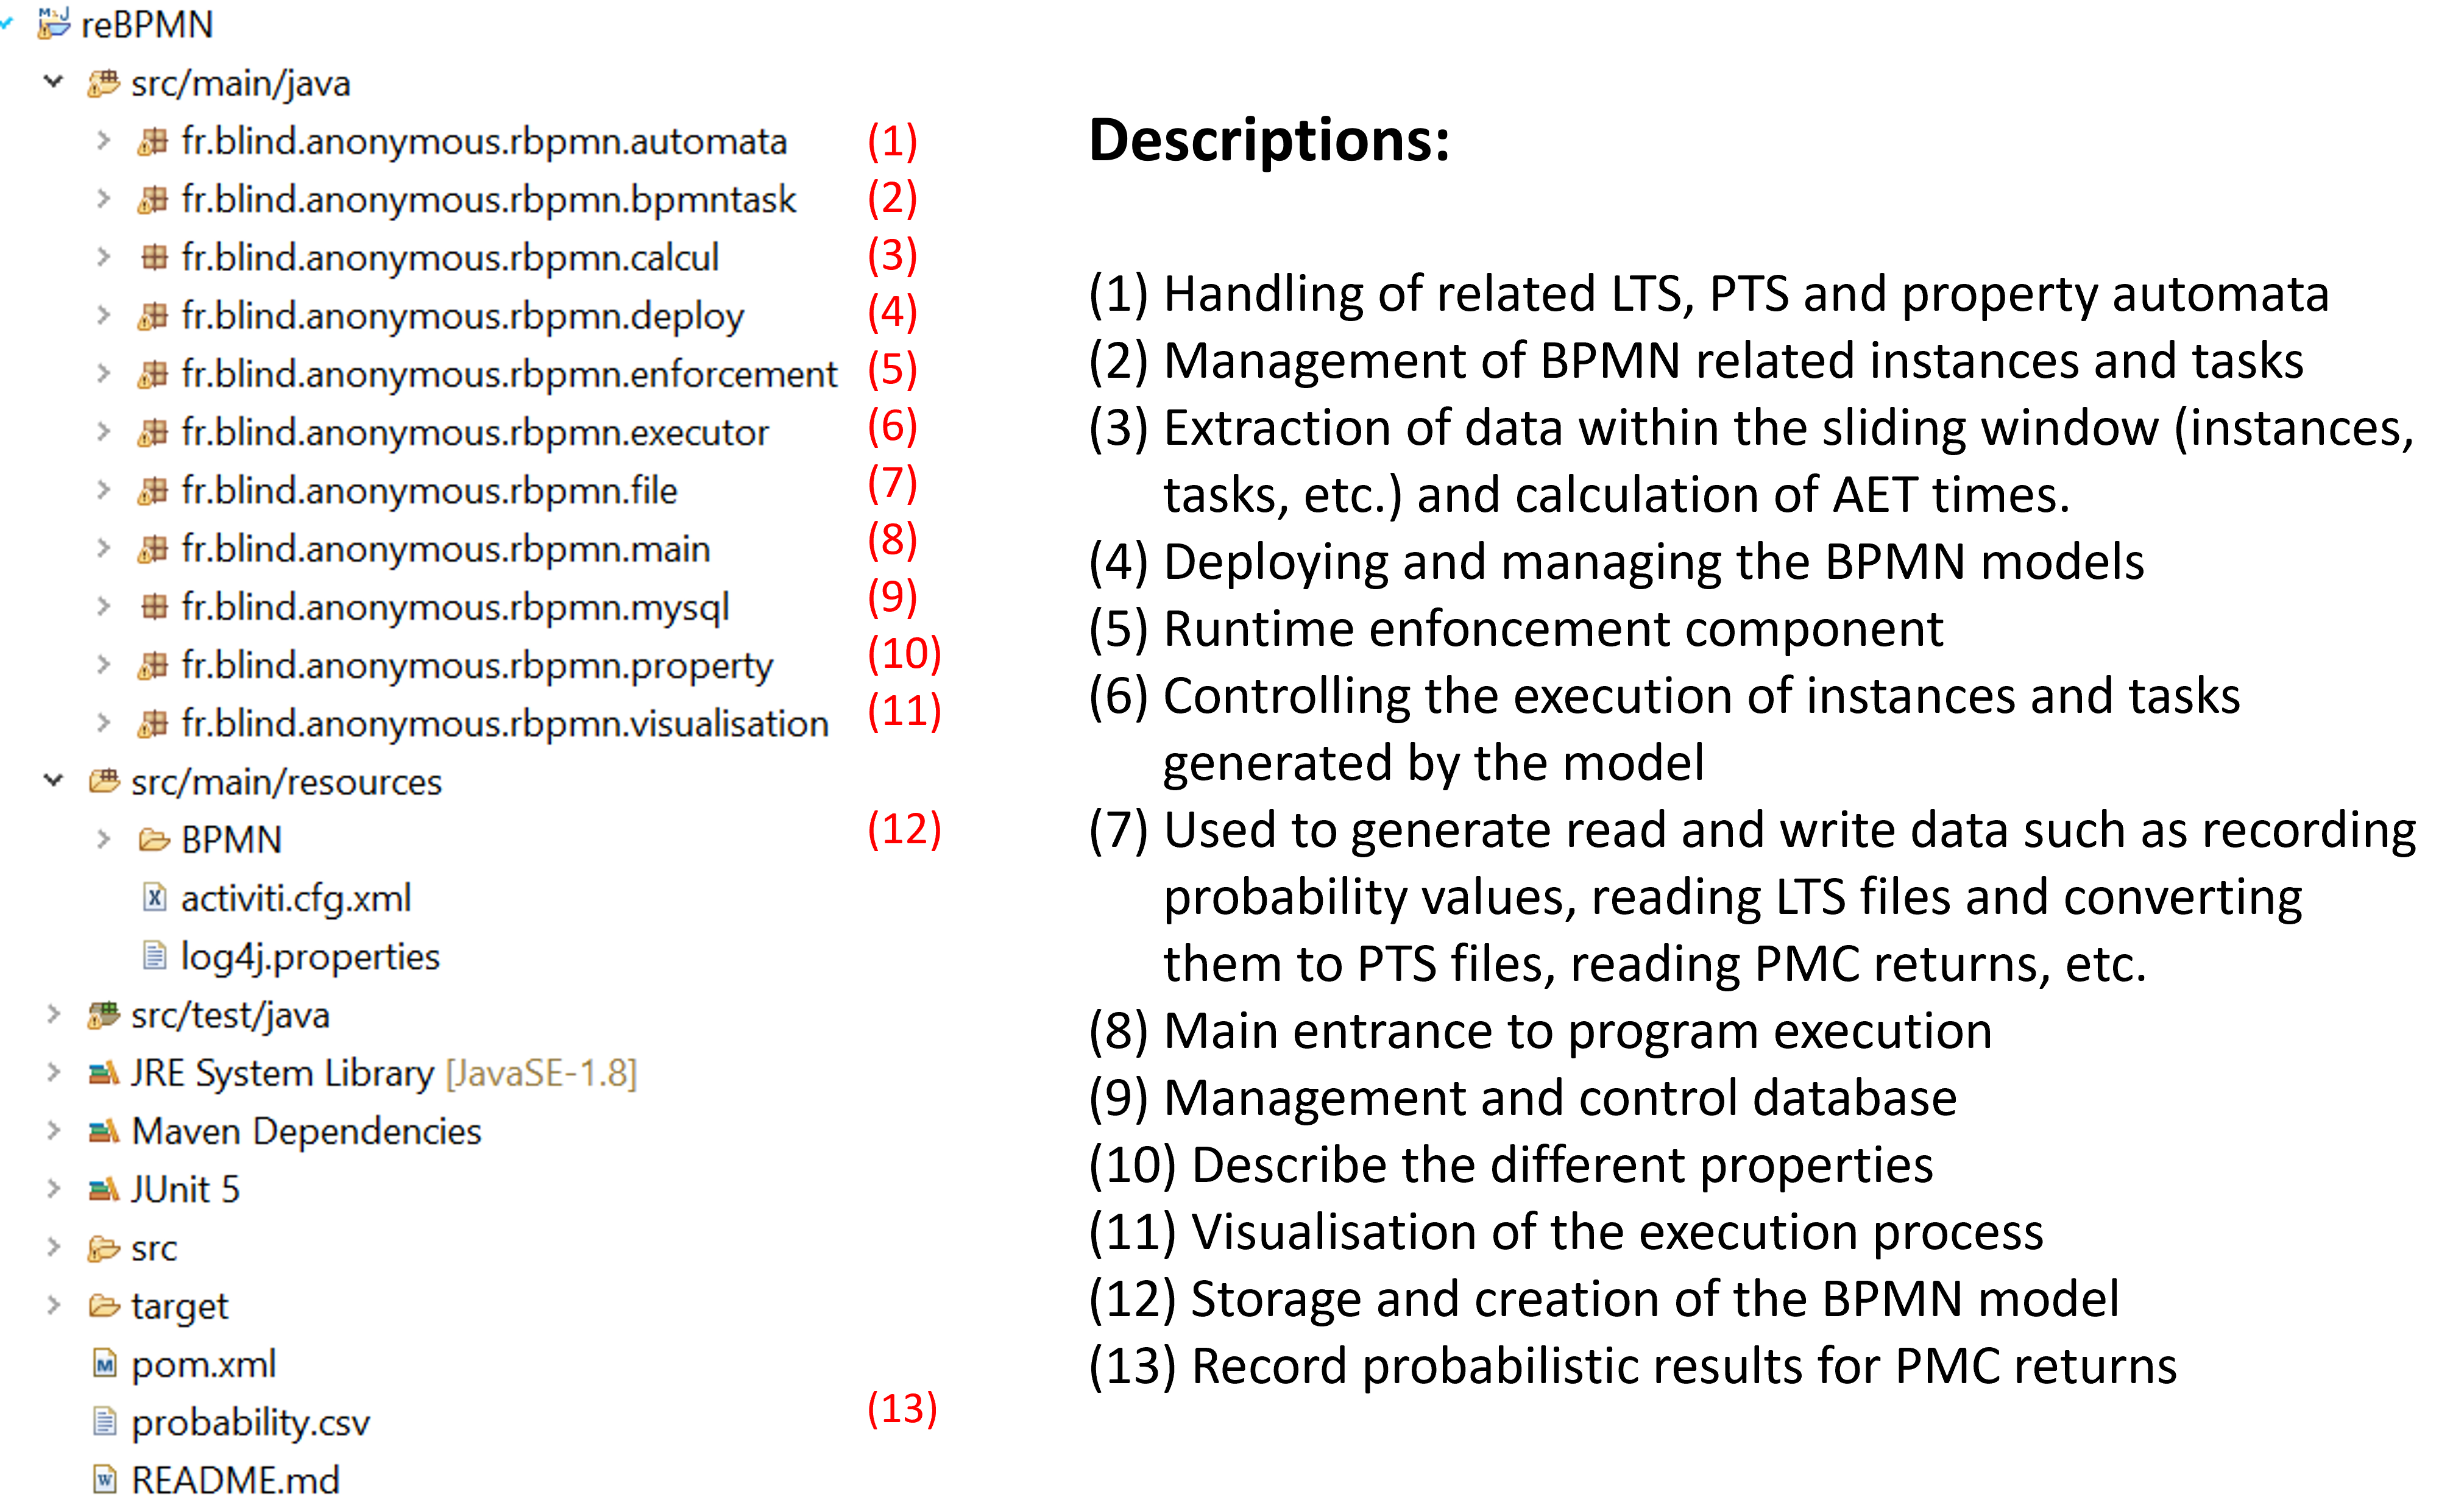 reBPMN
src/main/java
fr.blind.anonymous.rbpmn.automata (1)
fr.blind.anonymous.rbpmn.bpmntask (2)
fr.blind.anonymous.rbpmn.calcul (3)
fr.blind.anonymous.rbpmn.deploy (4)
fr.blind.anonymous.rbpmn.enforcement (5)
fr.blind.anonymous.rbpmn.executor (6)
fr.blind.anonymous.rbpmn.file (7)
fr.blind.anonymous.rbpmn.main (8)
fr.blind.anonymous.rbpmn.mysql (9)
fr.blind.anonymous.rbpmn.property (10)
fr.blind.anonymous.rbpmn.visualisation (11)
src/main/resources
BPMN (12)
activiti.cfg.xml
log4j.properties
src/test/java
JRE System Library [JavaSE-1.8]
Maven Dependencies
JUnit 5
src
target
pom.xml
probability.csv (13)
README.md
Descriptions:
(1) Handling of related LTS, PTS and property automata
(2) Management of BPMN related instances and tasks
(3) Extraction of data within the sliding window (instances,
tasks, etc.) and calculation of AET times.
(4) Deploying and managing the BPMN models
(5) Runtime enfoncement component
(6) Controlling the execution of instances and tasks
generated by the model
(7) Used to generate read and write data such as recording
probability values, reading LTS files and converting
them to PTS files, reading PMC returns, etc.
(8) Main entrance to program execution
(9) Management and control database
(10) Describe the different properties
(11) Visualisation of the execution process
(12) Storage and creation of the BPMN model
(13) Record probabilistic results for PMC returns